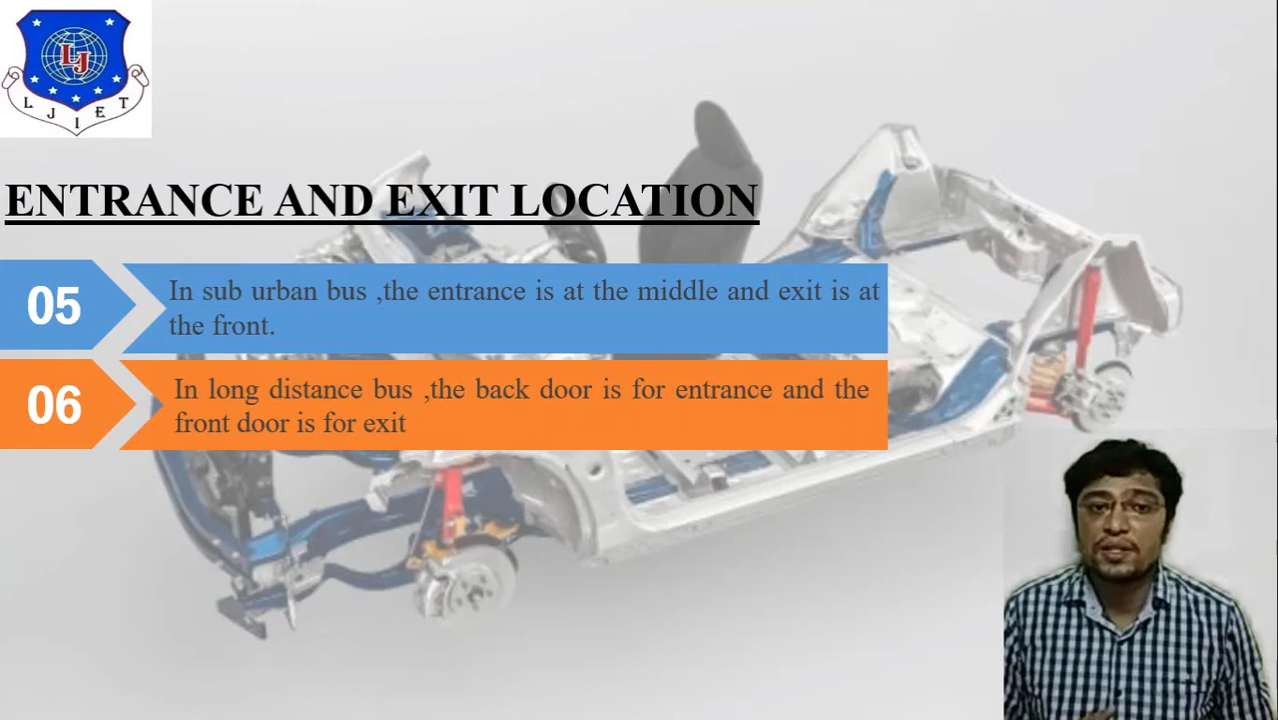 LJ
LJIET
ENTRANCE AND EXIT LOCATION
05
In sub urban bus ,the entrance is at the middle and exit is at
the front.
06
In long distance bus ,the back door is for entrance and the
front door is for exit